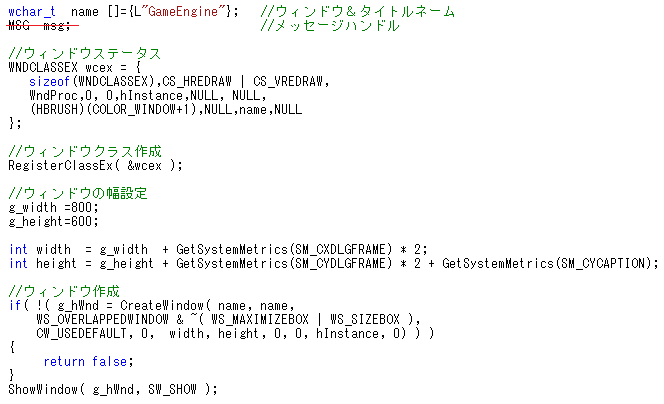 wchar_t  name []={L"GameEngine"};   //ウィンドウ＆タイトルネーム
MSG  msg;                           //メッセージハンドル
//ウィンドウステータス
WNDCLASSEX wcex = {
sizeof(WNDCLASSEX),CS_HREDRAW | CS_VREDRAW,
WndProc,0, 0,hInstance,NULL, NULL,
(HBRUSH)(COLOR_WINDOW+1),NULL,name,NULL
};
//ウィンドウクラス作成
RegisterClassEx( &wcex );
//ウィンドウの幅設定
g_width =800;
g_height=600;
int width  = g_width  + GetSystemMetrics(SM_CXDLGFRAME) * 2;
int height = g_height + GetSystemMetrics(SM_CYDLGFRAME) * 2 + GetSystemMetrics(SM_CYCAPTION);
//ウィンドウ作成
if( !( g_hWnd = CreateWindow( name, name,
WS_OVERLAPPEDWINDOW & ~( WS_MAXIMIZEBOX | WS_SIZEBOX ),
CW_USEDEFAULT, 0,  width, height, 0, 0, hInstance, 0) ) )
{
return false;
}
ShowWindow( g_hWnd, SW_SHOW );